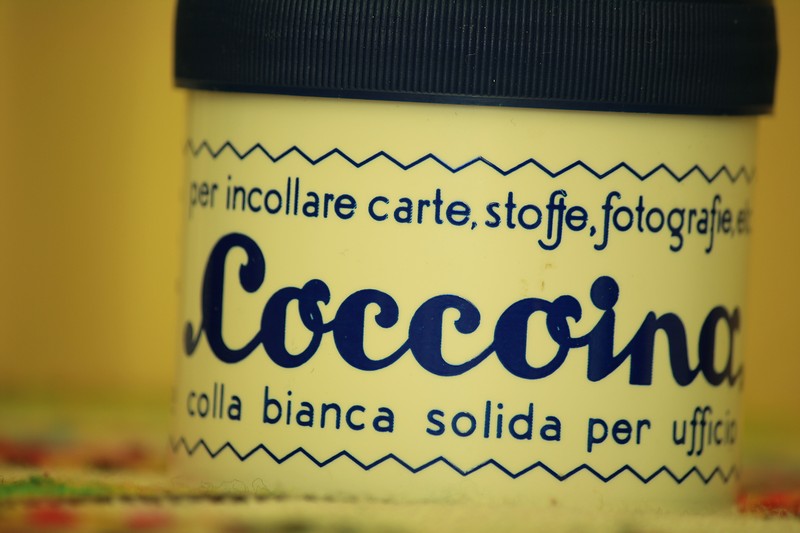 per incollare carte, stoffe, fotografie,
Coccoina
colla bianca solida per ufficio